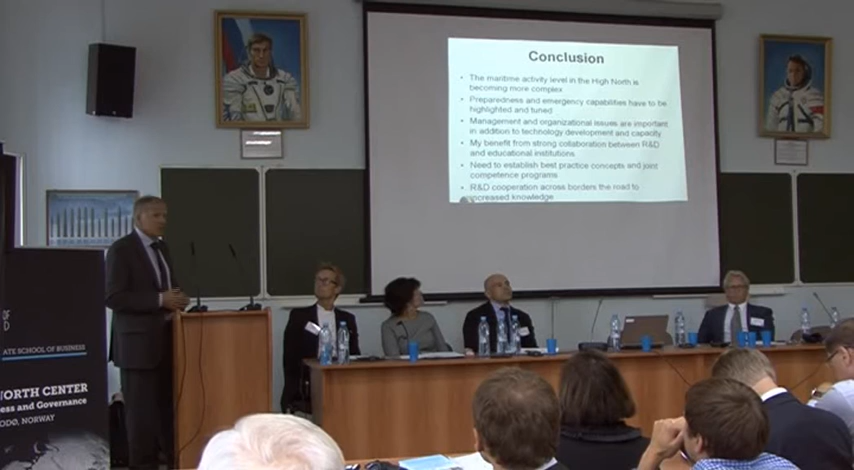 Conclusion
• The maritime activity level in the High North is
becoming more complex
• Preparedness and emergency capabilities have to be
highlighted and tuned
• Management and organizational issues are important
in addition to technology development and capacity
• My benefit from strong collaboration between R&D
and educational institutions
• Need to establish best practice concepts and joint
competence programs
• R&D cooperation across borders the road to
increased knowledge
OF
D
ATE SCHOOL OF BUSINESS
NORTH CENTER
ess and Governance
ODØ, NORWAY